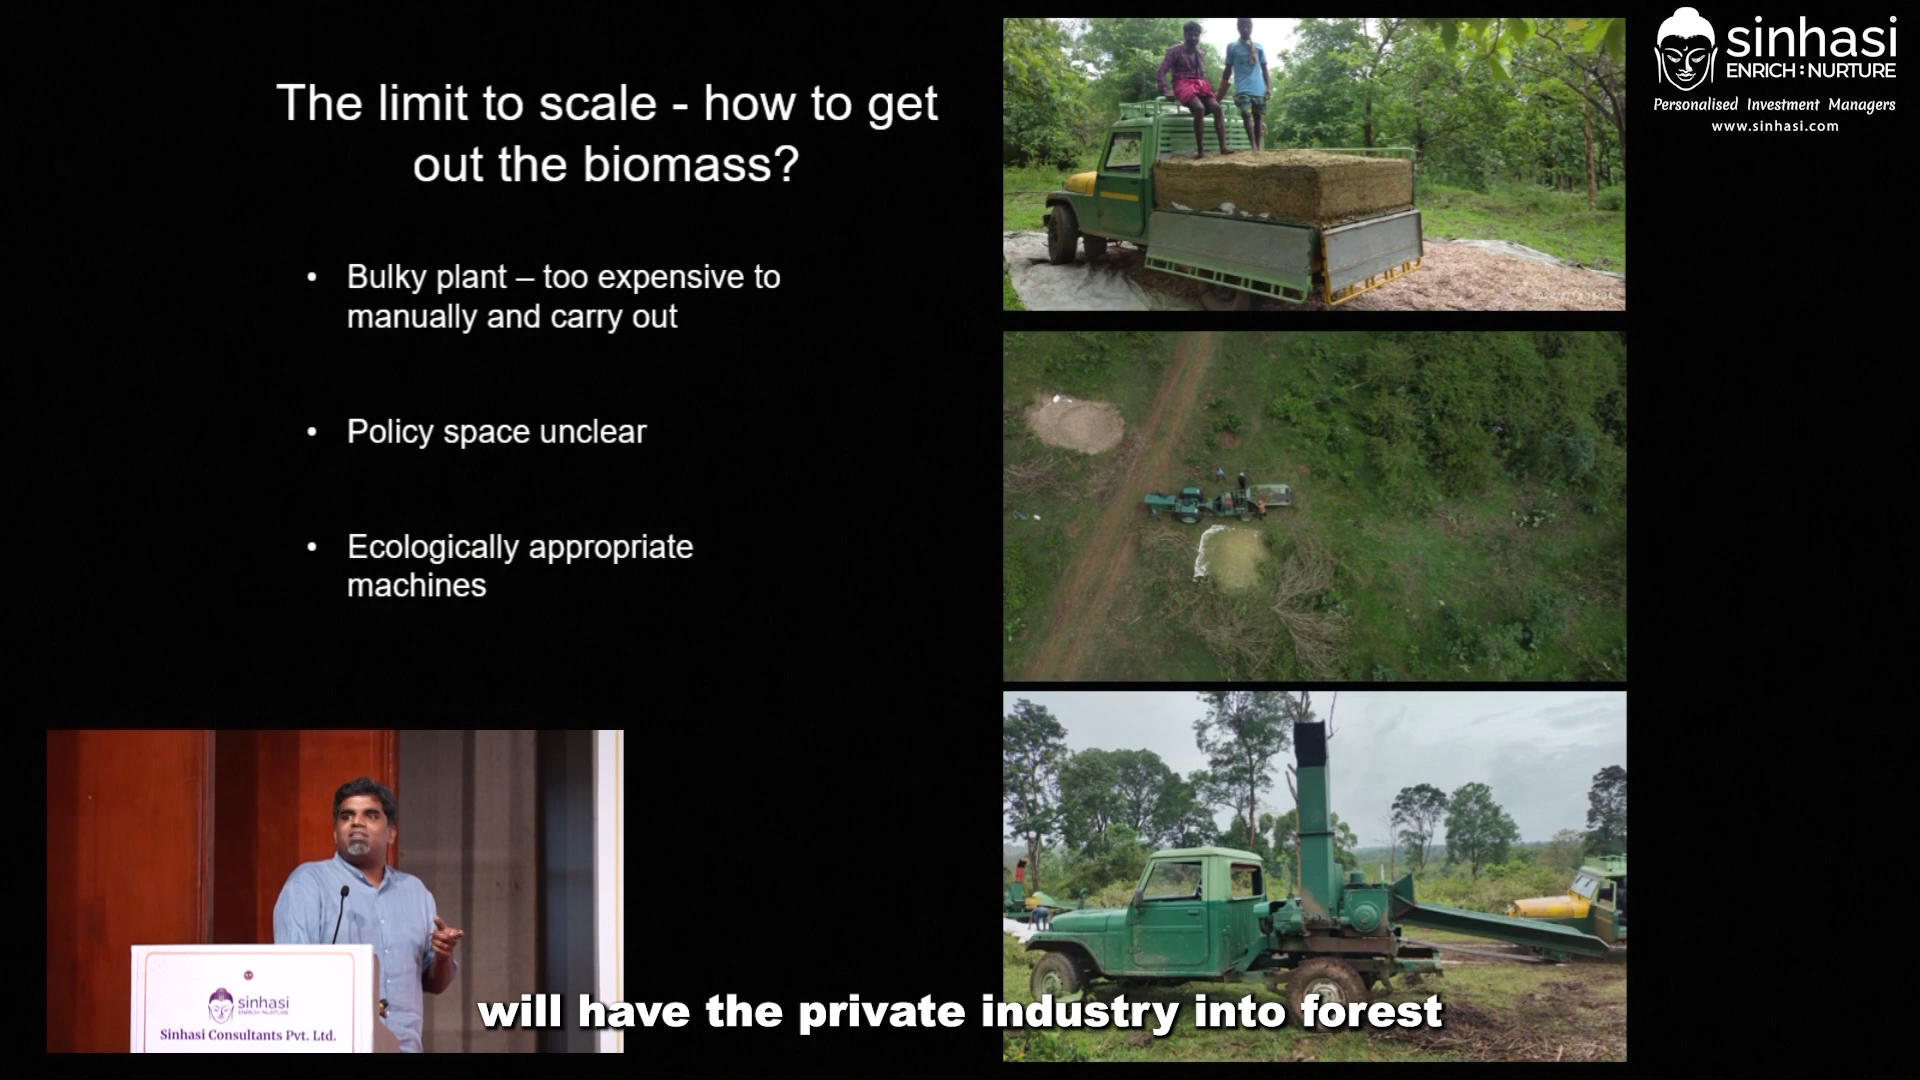 The limit to scale - how to get
out the biomass?
• Bulky plant – too expensive to
manually and carry out
• Policy space unclear
• Ecologically appropriate
machines
sinhasi
ENRICH : NURTURE
Personalised Investment Managers
www.sinhasi.com
sinhasi
ENRICH : NURTURE
Sinhasi Consultants Pvt. Ltd.
will have the private industry into forest